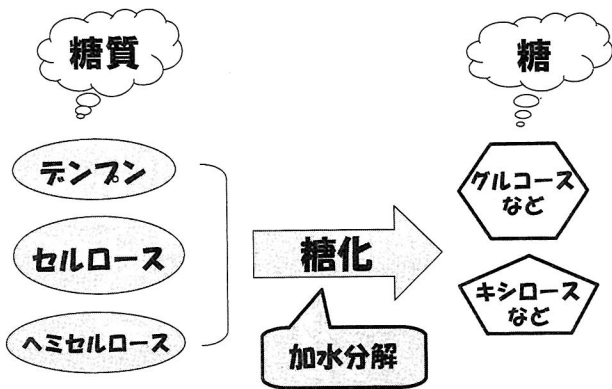 糖質
糖
デンプン
セルロース
ヘミセルロース
糖化
加水分解
グルコース
など
キシロース
など